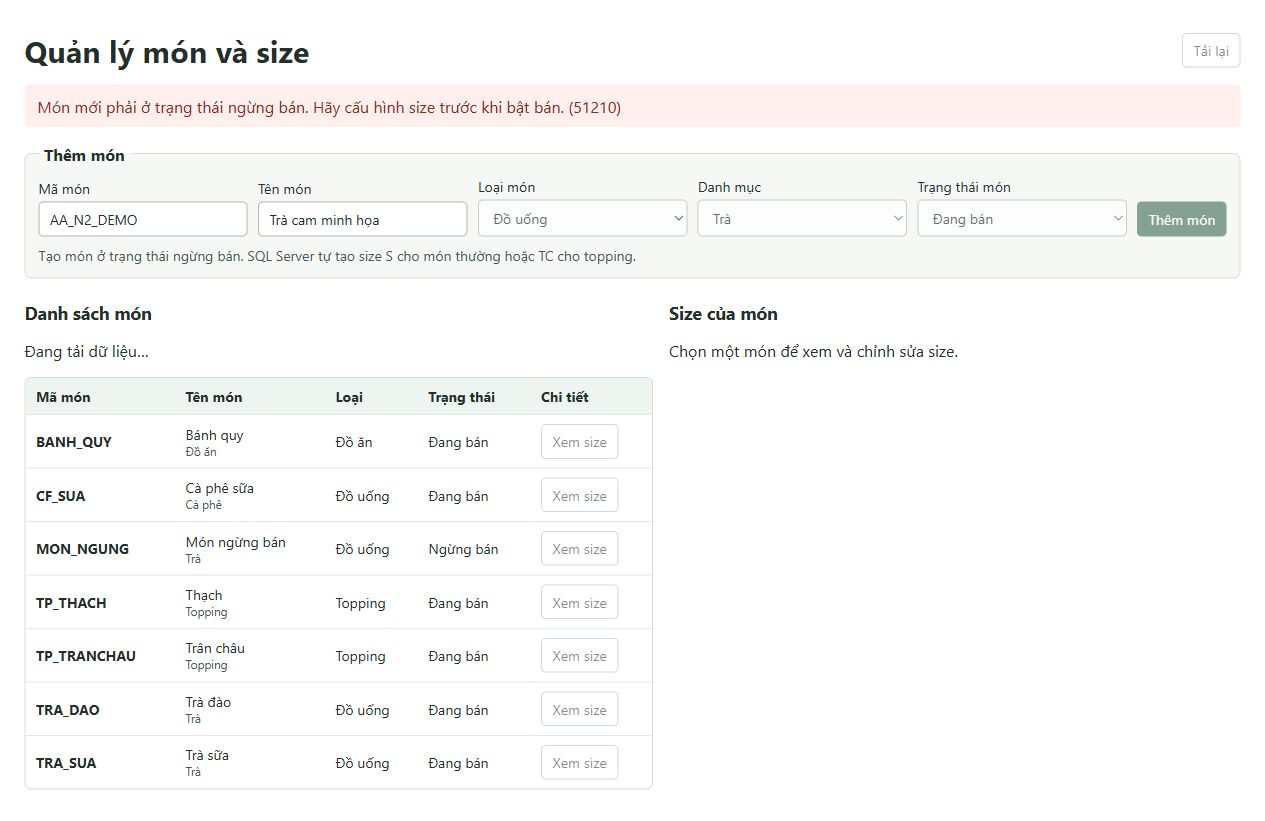 Quản lý món và size
Tải lại
Món mới phải ở trạng thái ngừng bán. Hãy cấu hình size trước khi bật bán. (51210)
Thêm món
Mã món Tên món Loại món Danh mục Trạng thái món
AA_N2_DEMO Trà cam minh họa Đồ uống Trà Đang bán Thêm món
Tạo món ở trạng thái ngừng bán. SQL Server tự tạo size S cho món thường hoặc TC cho topping.
Danh sách món
Đang tải dữ liệu...
Mã món Tên món Loại Trạng thái Chi tiết
BANH_QUY Bánh quy Đồ ăn Đang bán Xem size
Đồ ăn
CF_SUA Cà phê sữa Đồ uống Đang bán Xem size
Cà phê
MON_NGUNG Món ngừng bán Đồ uống Ngừng bán Xem size
Trà
TP_THACH Thạch Topping Đang bán Xem size
Topping
TP_TRANCHAU Trân châu Topping Đang bán Xem size
Topping
TRA_DAO Trà đào Đồ uống Đang bán Xem size
Trà
TRA_SUA Trà sữa Đồ uống Đang bán Xem size
Trà
Size của món
Chọn một món để xem và chỉnh sửa size.